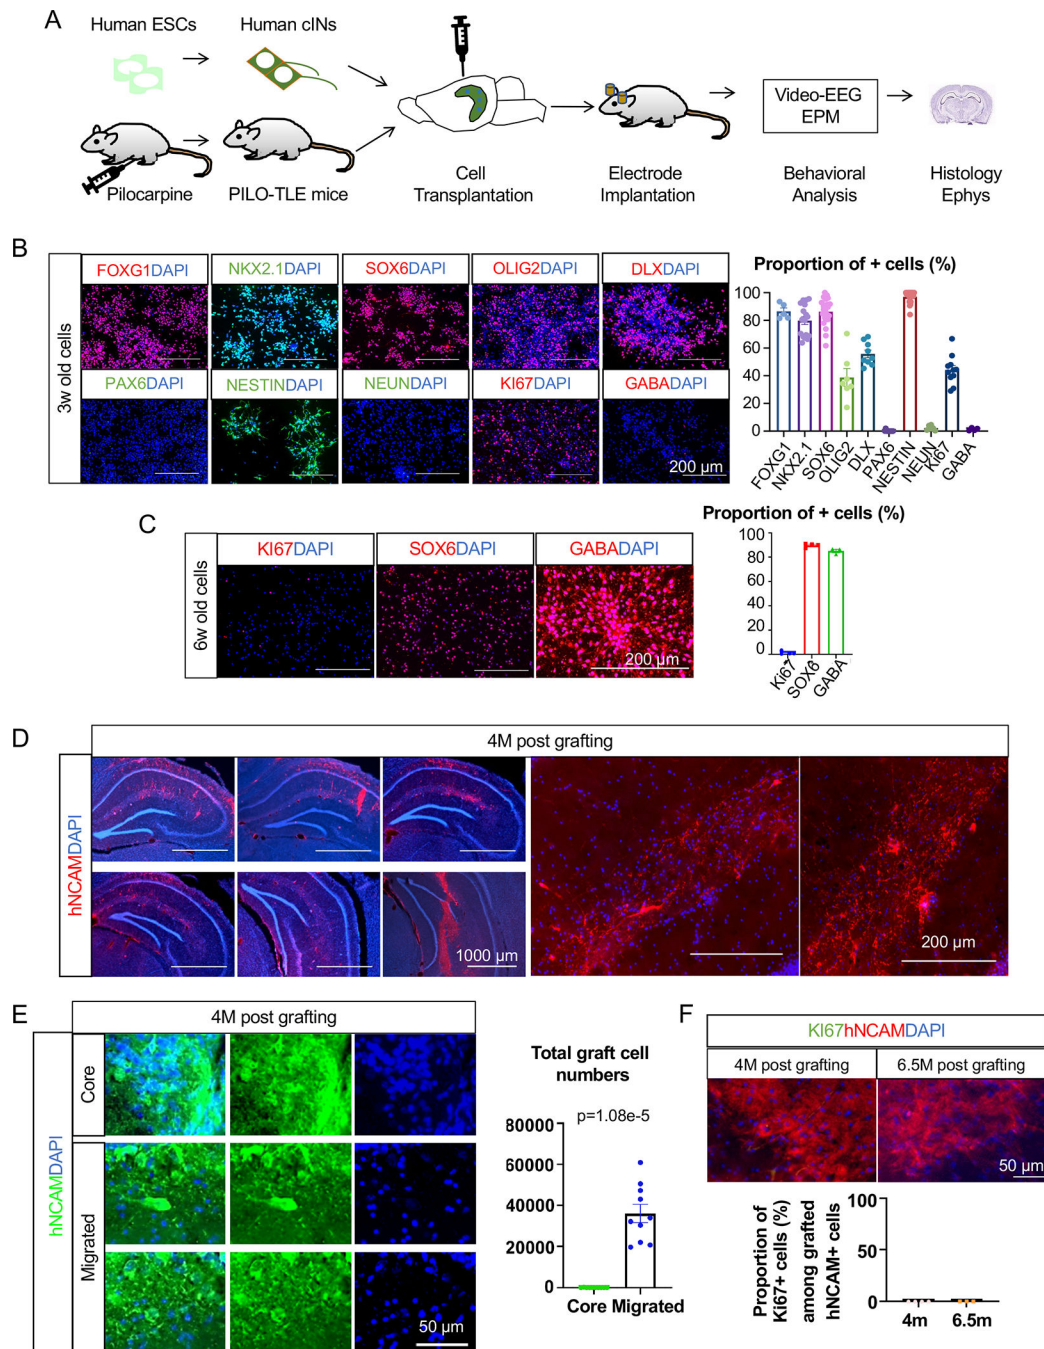 A
Human ESCs
Human cINs
Pilocarpine
PILO-TLE mice
Cell
Transplantation
Electrode
Implantation
Video-EEG
EPM
Behavioral
Analysis
Histology
Ephys
B
3w old cells
FOXG1DAPI
NKX2.1DAPI
SOX6DAPI
OLIG2DAPI
DLXDAPI
PAX6DAPI
NESTINDAPI
NEUNDAPI
KI67DAPI
GABADAPI
200 µm
Proportion of + cells (%)
100
80
60
40
20
0
FOXG1
NKX2.1
SOX6
OLIG2
DLX
PAX6
NESTIN
NEUN
KI67
GABA
C
6w old cells
KI67DAPI
SOX6DAPI
GABADAPI
200 µm
Proportion of + cells (%)
100
80
60
40
20
0
Ki67
SOX6
GABA
D
4M post grafting
hNCAMDAPI
1000 µm
200 µm
E
4M post grafting
hNCAMDAPI
Core
Migrated
50 µm
Total graft cell
numbers
p=1.08e-5
80000
60000
40000
20000
0
Core Migrated
F
KI67hNCAMDAPI
4M post grafting
6.5M post grafting
50 µm
Proportion of
Ki67+ cells (%)
among grafted
hNCAM+ cells
100
50
0
4m
6.5m